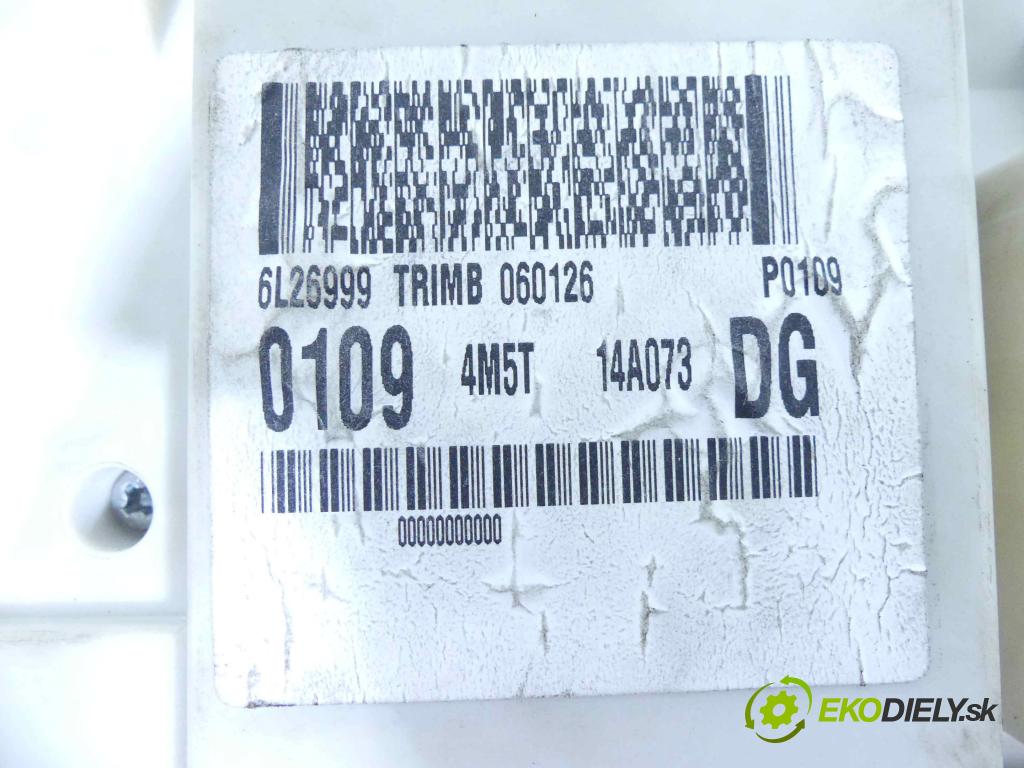 6L26999 TRIMB 060126 P0109
0109 4M5T 14A073 DG
00000000000
EKODIELY.sk